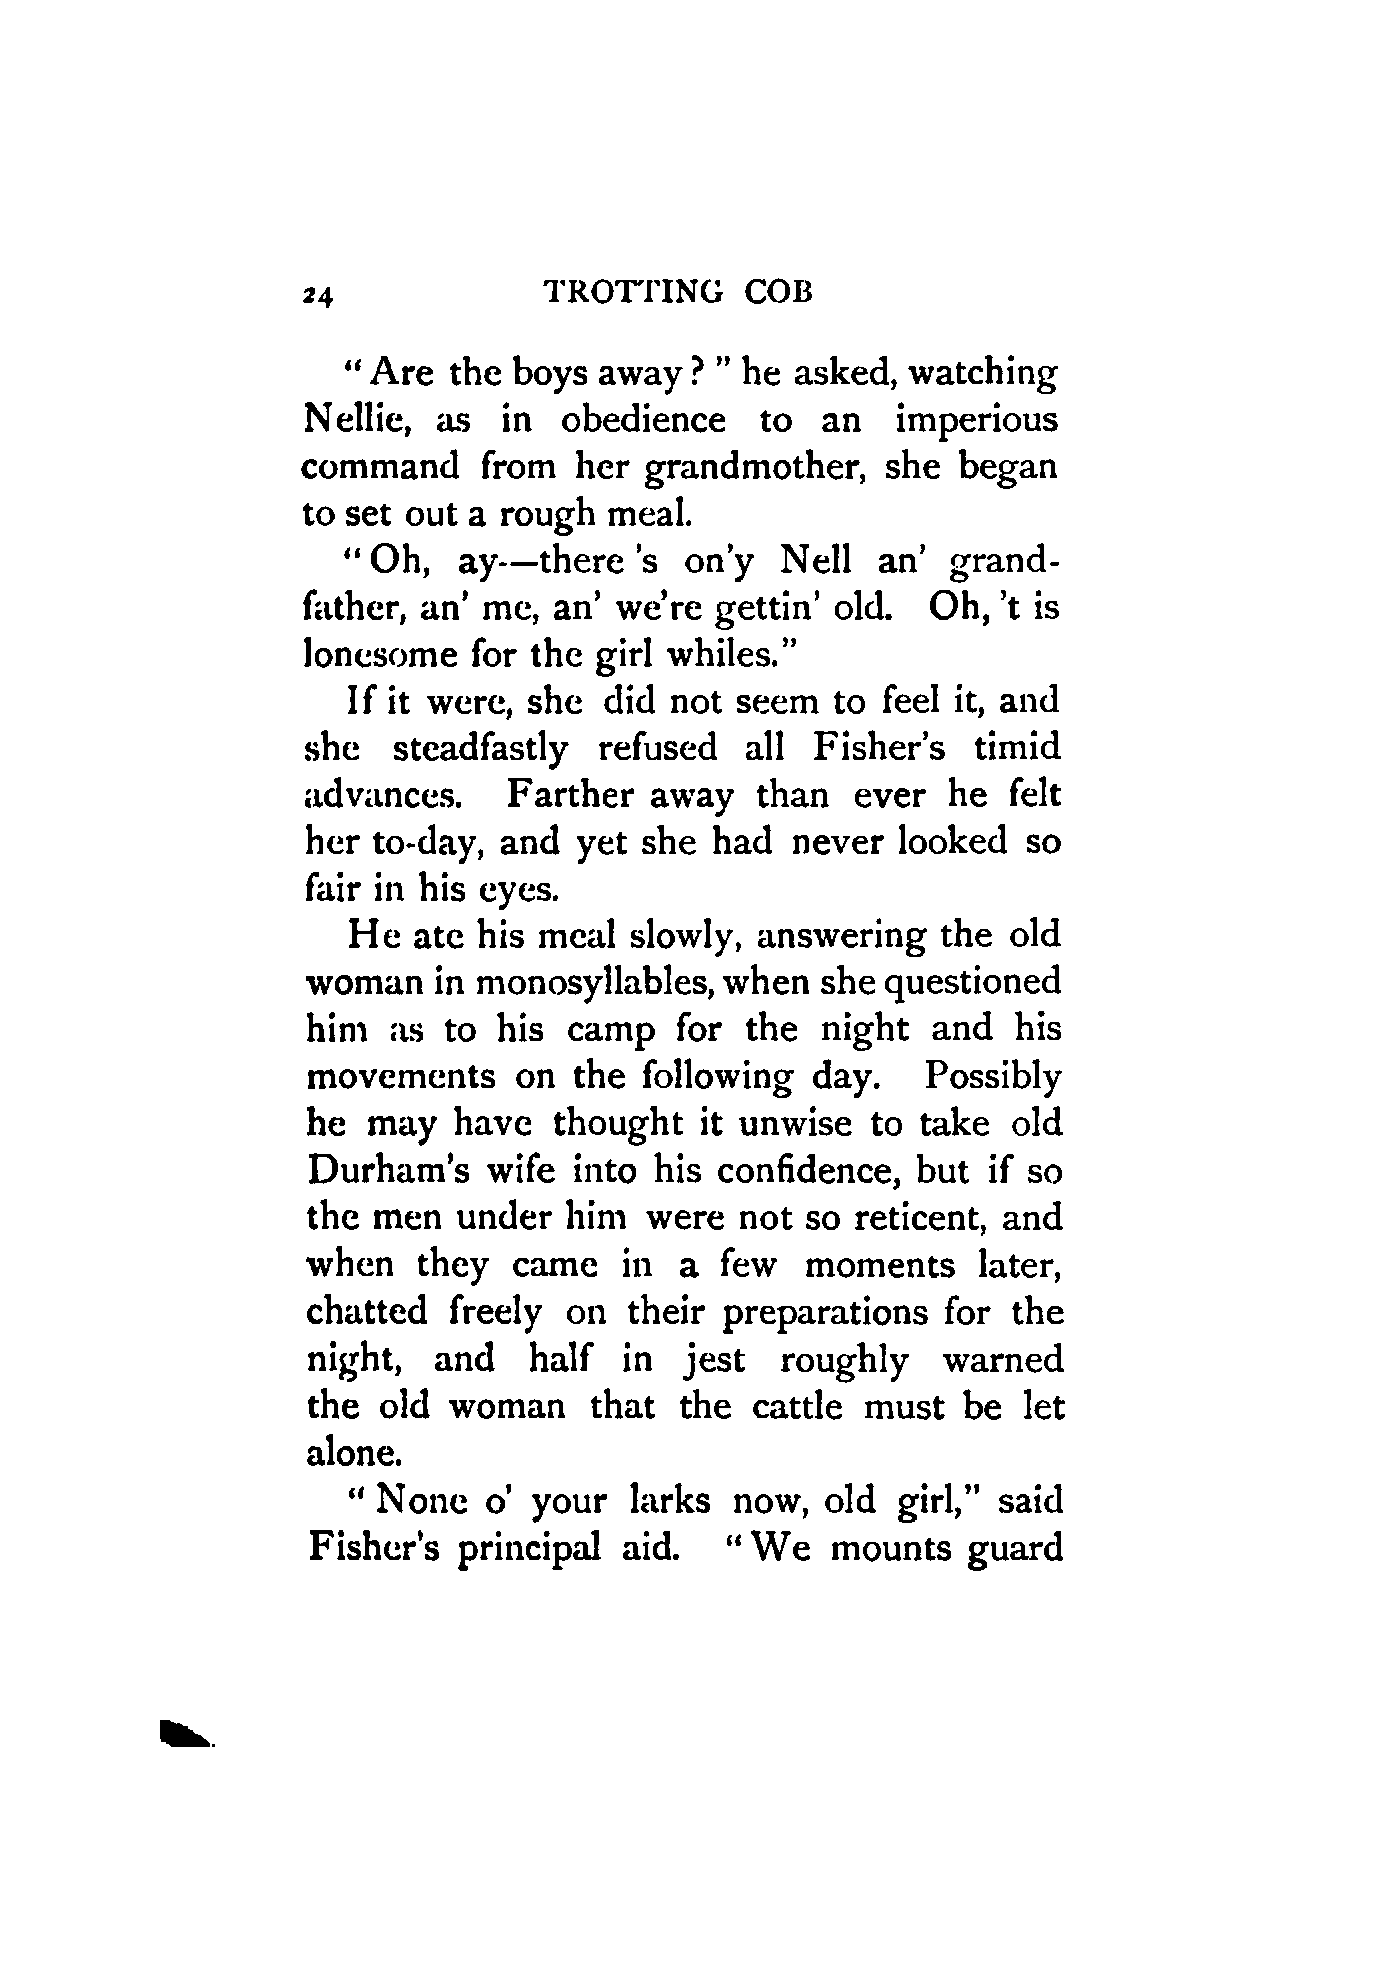 24 TROTTING COB
" Are the boys away ? " he asked, watching
Nellie, as in obedience to an imperious
command from her grandmother, she began
to set out a rough meal.
" Oh, ay--—there 's on'y Nell an' grand-
father, an' me, an' we're gettin' old. Oh, 't is
lonesome for the girl whiles."
If it were, she did not seem to feel it, and
she steadfastly refused all Fisher's timid
advances. Farther away than ever he felt
her to-day, and yet she had never looked so
fair in his eyes.
He ate his meal slowly, answering the old
woman in monosyllables, when she questioned
him as to his camp for the night and his
movements on the following day. Possibly
he may have thought it unwise to take old
Durham's wife into his confidence, but if so
the men under him were not so reticent, and
when they came in a few moments later,
chatted freely on their preparations for the
night, and half in jest roughly warned
the old woman that the cattle must be let
alone.
" None o' your larks now, old girl," said
Fisher's principal aid. " We mounts guard